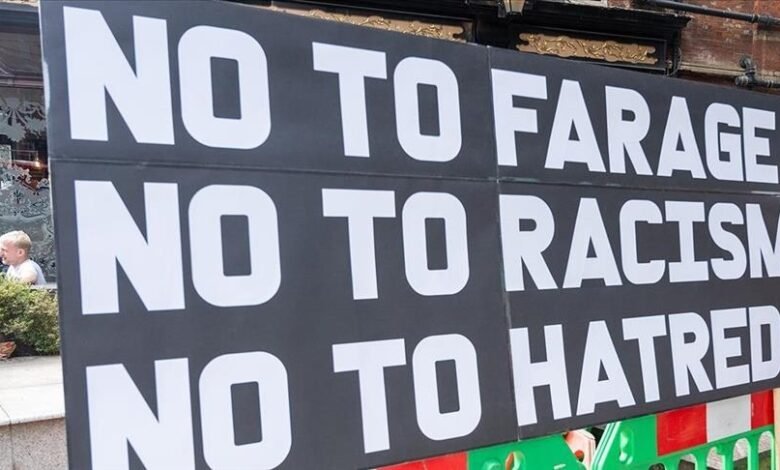 NO TO FARAGE
NO TO RACISM
NO TO HATRED